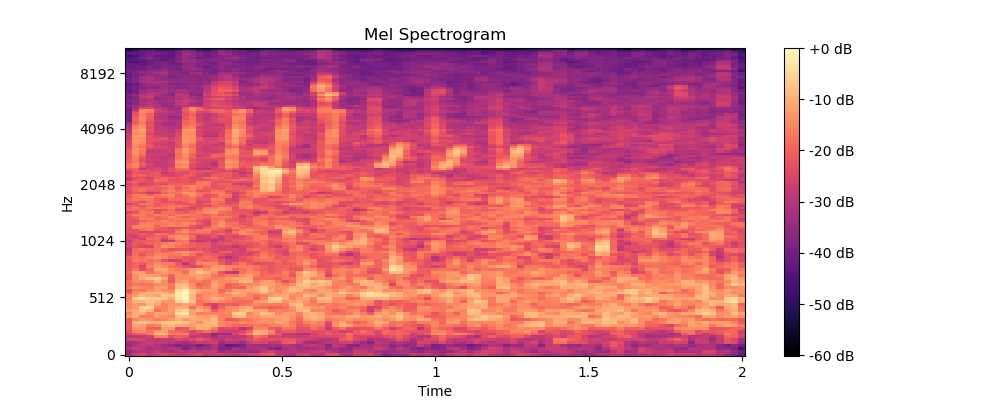 Mel Spectrogram
Hz
8192
4096
2048
1024
512
0
0
0.5
1
1.5
2
Time
+0 dB
-10 dB
-20 dB
-30 dB
-40 dB
-50 dB
-60 dB